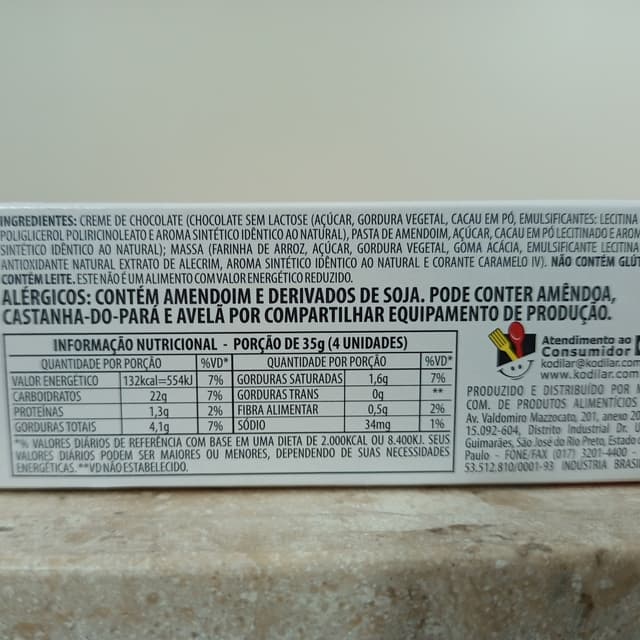 INGREDIENTES: CREME DE CHOCOLATE (CHOCOLATE SEM LACTOSE (AÇÚCAR, GORDURA VEGETAL, CACAU EM PÓ, EMULSIFICANTES: LECITINA
POLIGLICEROL POLIRICINOLEATO E AROMA SINTÉTICO IDÊNTICO AO NATURAL), PASTA DE AMENDOIM, AÇÚCAR, CACAU EM PÓ LECITINADO E AROM
SINTÉTICO IDÊNTICO AO NATURAL); MASSA (FARINHA DE ARROZ, AÇÚCAR, GORDURA VEGETAL, GOMA ACÁCIA, EMULSIFICANTE LECITINA
ANTIOXIDANTE NATURAL EXTRATO DE ALECRIM, AROMA SINTÉTICO IDÊNTICO AO NATURAL E CORANTE CARAMELO IV). NÃO CONTÉM GLÚT
CONTÉM LEITE. ESTE NÃO É UM ALIMENTO COM VALOR ENERGÉTICO REDUZIDO.
ALÉRGICOS: CONTÉM AMENDOIM E DERIVADOS DE SOJA. PODE CONTER AMÊNDOA,
CASTANHA-DO-PARÁ E AVELÃ POR COMPARTILHAR EQUIPAMENTO DE PRODUÇÃO.
INFORMAÇÃO NUTRICIONAL - PORÇÃO DE 35g (4 UNIDADES)
QUANTIDADE POR PORÇÃO %VD* QUANTIDADE POR PORÇÃO %VD*
VALOR ENERGÉTICO 132kcal=554kJ 7% GORDURAS SATURADAS 1,6g 7%
CARBOIDRATOS 22g 7% GORDURAS TRANS 0g **
PROTEÍNAS 1,3g 2% FIBRA ALIMENTAR 0,5g 2%
GORDURAS TOTAIS 4,1g 7% SÓDIO 34mg 1%
*% VALORES DIÁRIOS DE REFERÊNCIA COM BASE EM UMA DIETA DE 2.000KCAL OU 8.400KJ. SEUS
VALORES DIÁRIOS PODEM SER MAIORES OU MENORES, DEPENDENDO DE SUAS NECESSIDADES
ENERGÉTICAS. **VD NÃO ESTABELECIDO.
Atendimento ao
Consumidor
kodilar@kodilar.com
www.kodilar.com
PRODUZIDO E DISTRIBUÍDO POR
COM. DE PRODUTOS ALIMENTÍCIOS
Av. Valdomiro Mazzocato, 201, anexo
15.092-604, Distrito Industrial Dr. U
Guimarães, São José do Rio Preto, Estado
Paulo - FONE/FAX (017) 3201-4400 -
53.512.810/0001-93 INDÚSTRIA BRASIL